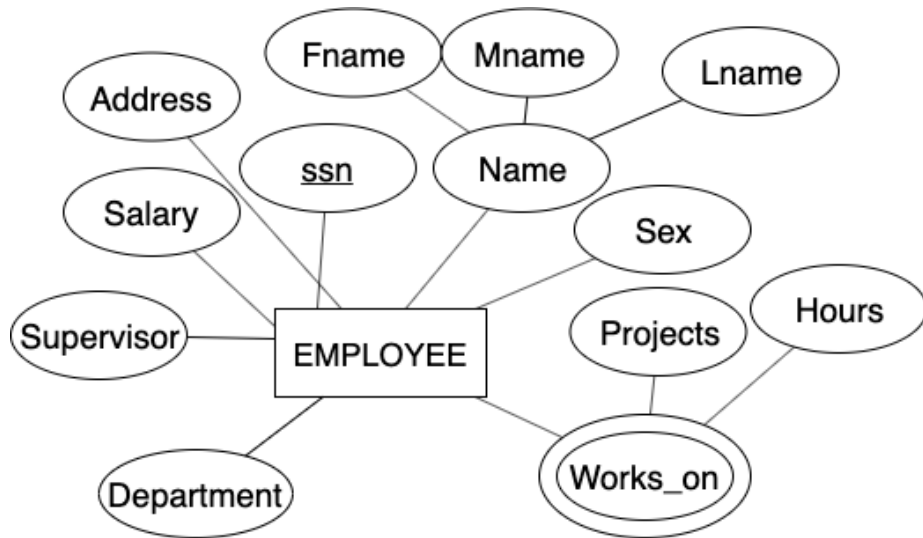 Fname
Mname
Lname
Address
ssn
Name
Salary
Sex
Hours
Supervisor
EMPLOYEE
Projects
Department
Works_on